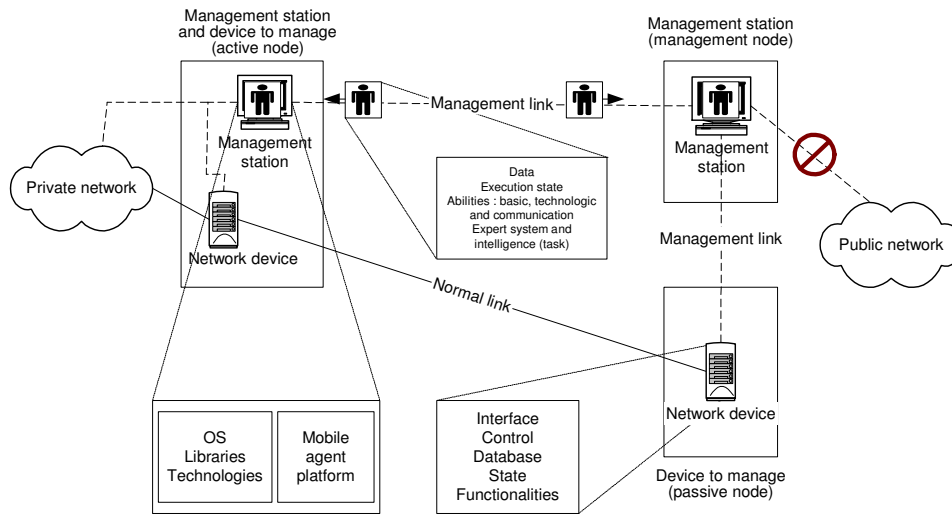 Management station
and device to manage
(active node)
Management station
(management node)
Management link
Management
station
Management
station
Data
Execution state
Abilities : basic, technologic
and communication
Expert system and
intelligence (task)
Private network
Management link
Public network
Network device
Normal link
OS
Libraries
Technologies
Mobile
agent
platform
Interface
Control
Database
State
Functionalities
Network device
Device to manage
(passive node)